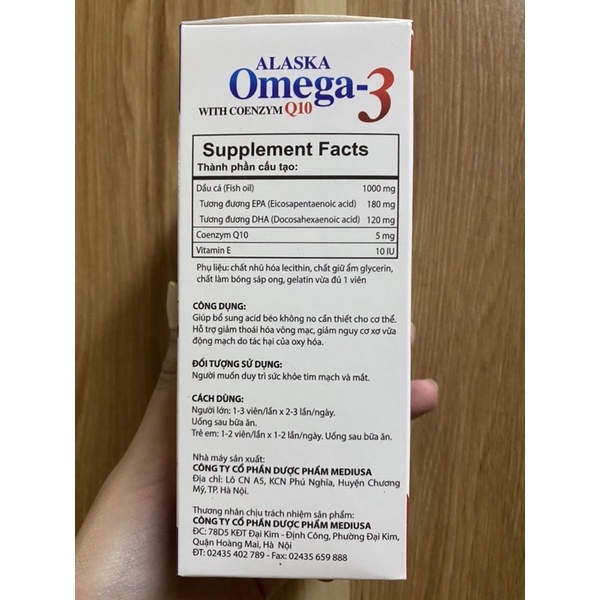 ALASKA
Omega-3
WITH COENZYM Q10
Supplement Facts
Thành phần cấu tạo:
Dầu cá (Fish oil) 1000 mg
Tương đương EPA (Eicosapentaenoic acid) 180 mg
Tương đương DHA (Docosahexaenoic acid) 120 mg
Coenzym Q10 5 mg
Vitamin E 10 IU
Phụ liệu: chất nhũ hóa lecithin, chất giữ ẩm glycerin,
chất làm bóng sáp ong, gelatin vừa đủ 1 viên
CÔNG DỤNG:
Giúp bổ sung acid béo không no cần thiết cho cơ thể.
Hỗ trợ giảm thoái hóa võng mạc, giảm nguy cơ xơ vữa
động mạch do tác hại của oxy hóa.
ĐỐI TƯỢNG SỬ DỤNG:
Người muốn duy trì sức khỏe tim mạch và mắt.
CÁCH DÙNG:
Người lớn: 1-3 viên/lần x 2-3 lần/ngày.
Uống sau bữa ăn.
Trẻ em: 1-2 viên/lần x 1-2 lần/ngày. Uống sau bữa ăn.
Nhà máy sản xuất:
CÔNG TY CỔ PHẦN DƯỢC PHẨM MEDIUSA
Địa chỉ: Lô CN A5, KCN Phú Nghĩa, Huyện Chương
Mỹ, TP. Hà Nội.
Thương nhân chịu trách nhiệm sản phẩm:
CÔNG TY CỔ PHẦN DƯỢC PHẨM MEDIUSA
ĐC: 78D5 KĐT Đại Kim - Định Công, Phường Đại Kim,
Quận Hoàng Mai, Hà Nội
ĐT: 02435 402 789 - Fax: 02435 659 888